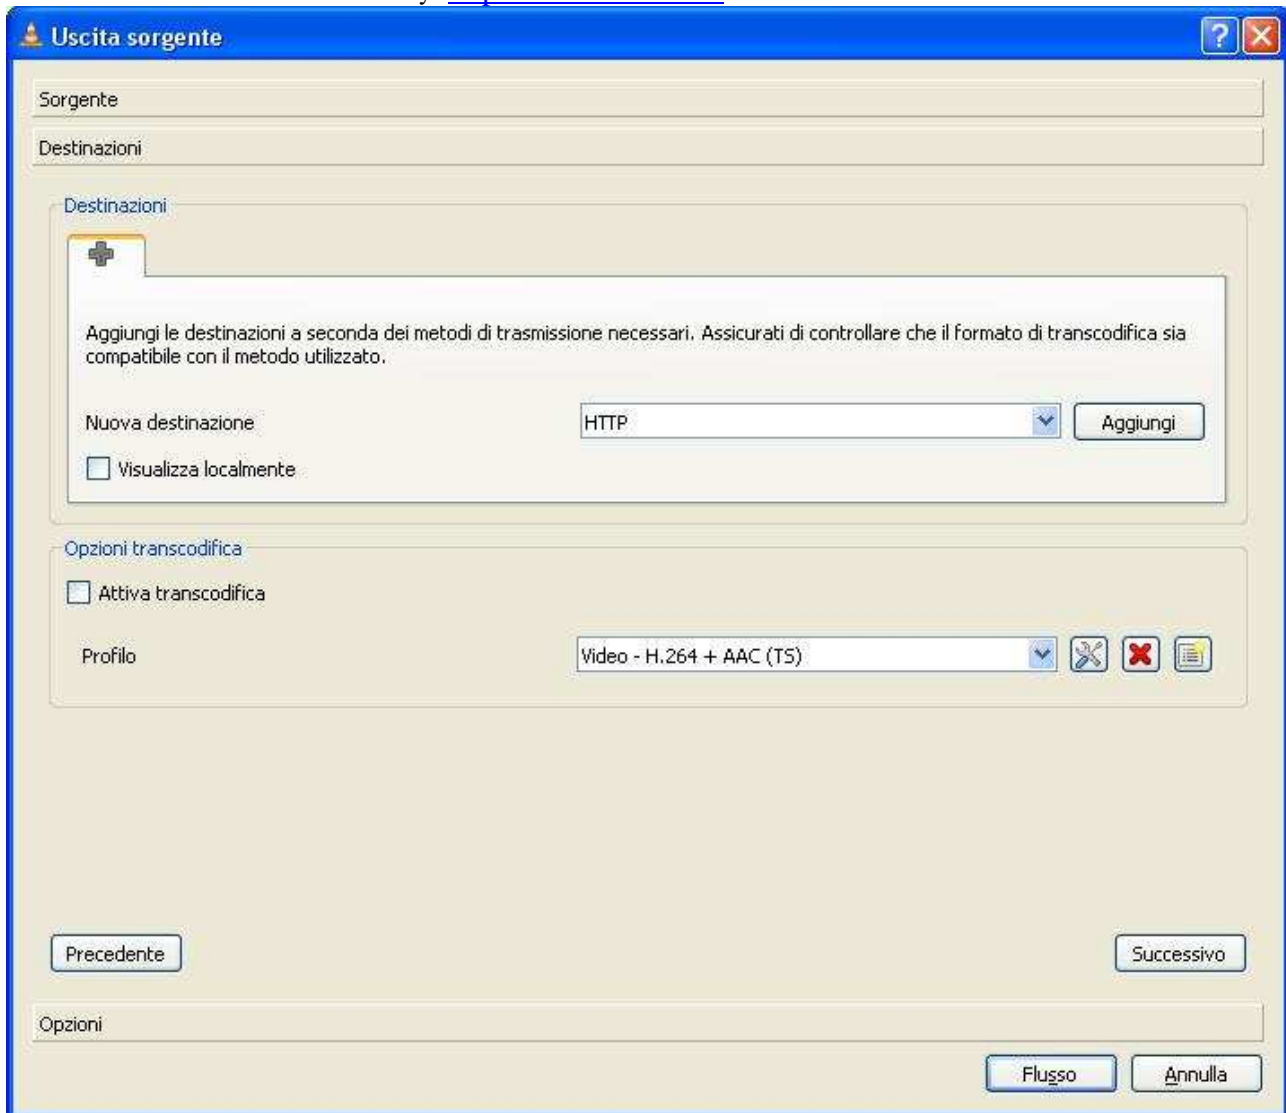 Uscita sorgente
Sorgente
Destinazioni
Destinazioni
Aggiungi le destinazioni a seconda dei metodi di trasmissione necessari. Assicurati di controllare che il formato di transcodifica sia
compatibile con il metodo utilizzato.
Nuova destinazione HTTP Aggiungi
Visualizza localmente
Opzioni transcodifica
Attiva transcodifica
Profilo Video - H.264 + AAC (TS)
Precedente Successivo
Opzioni
Flusso Annulla